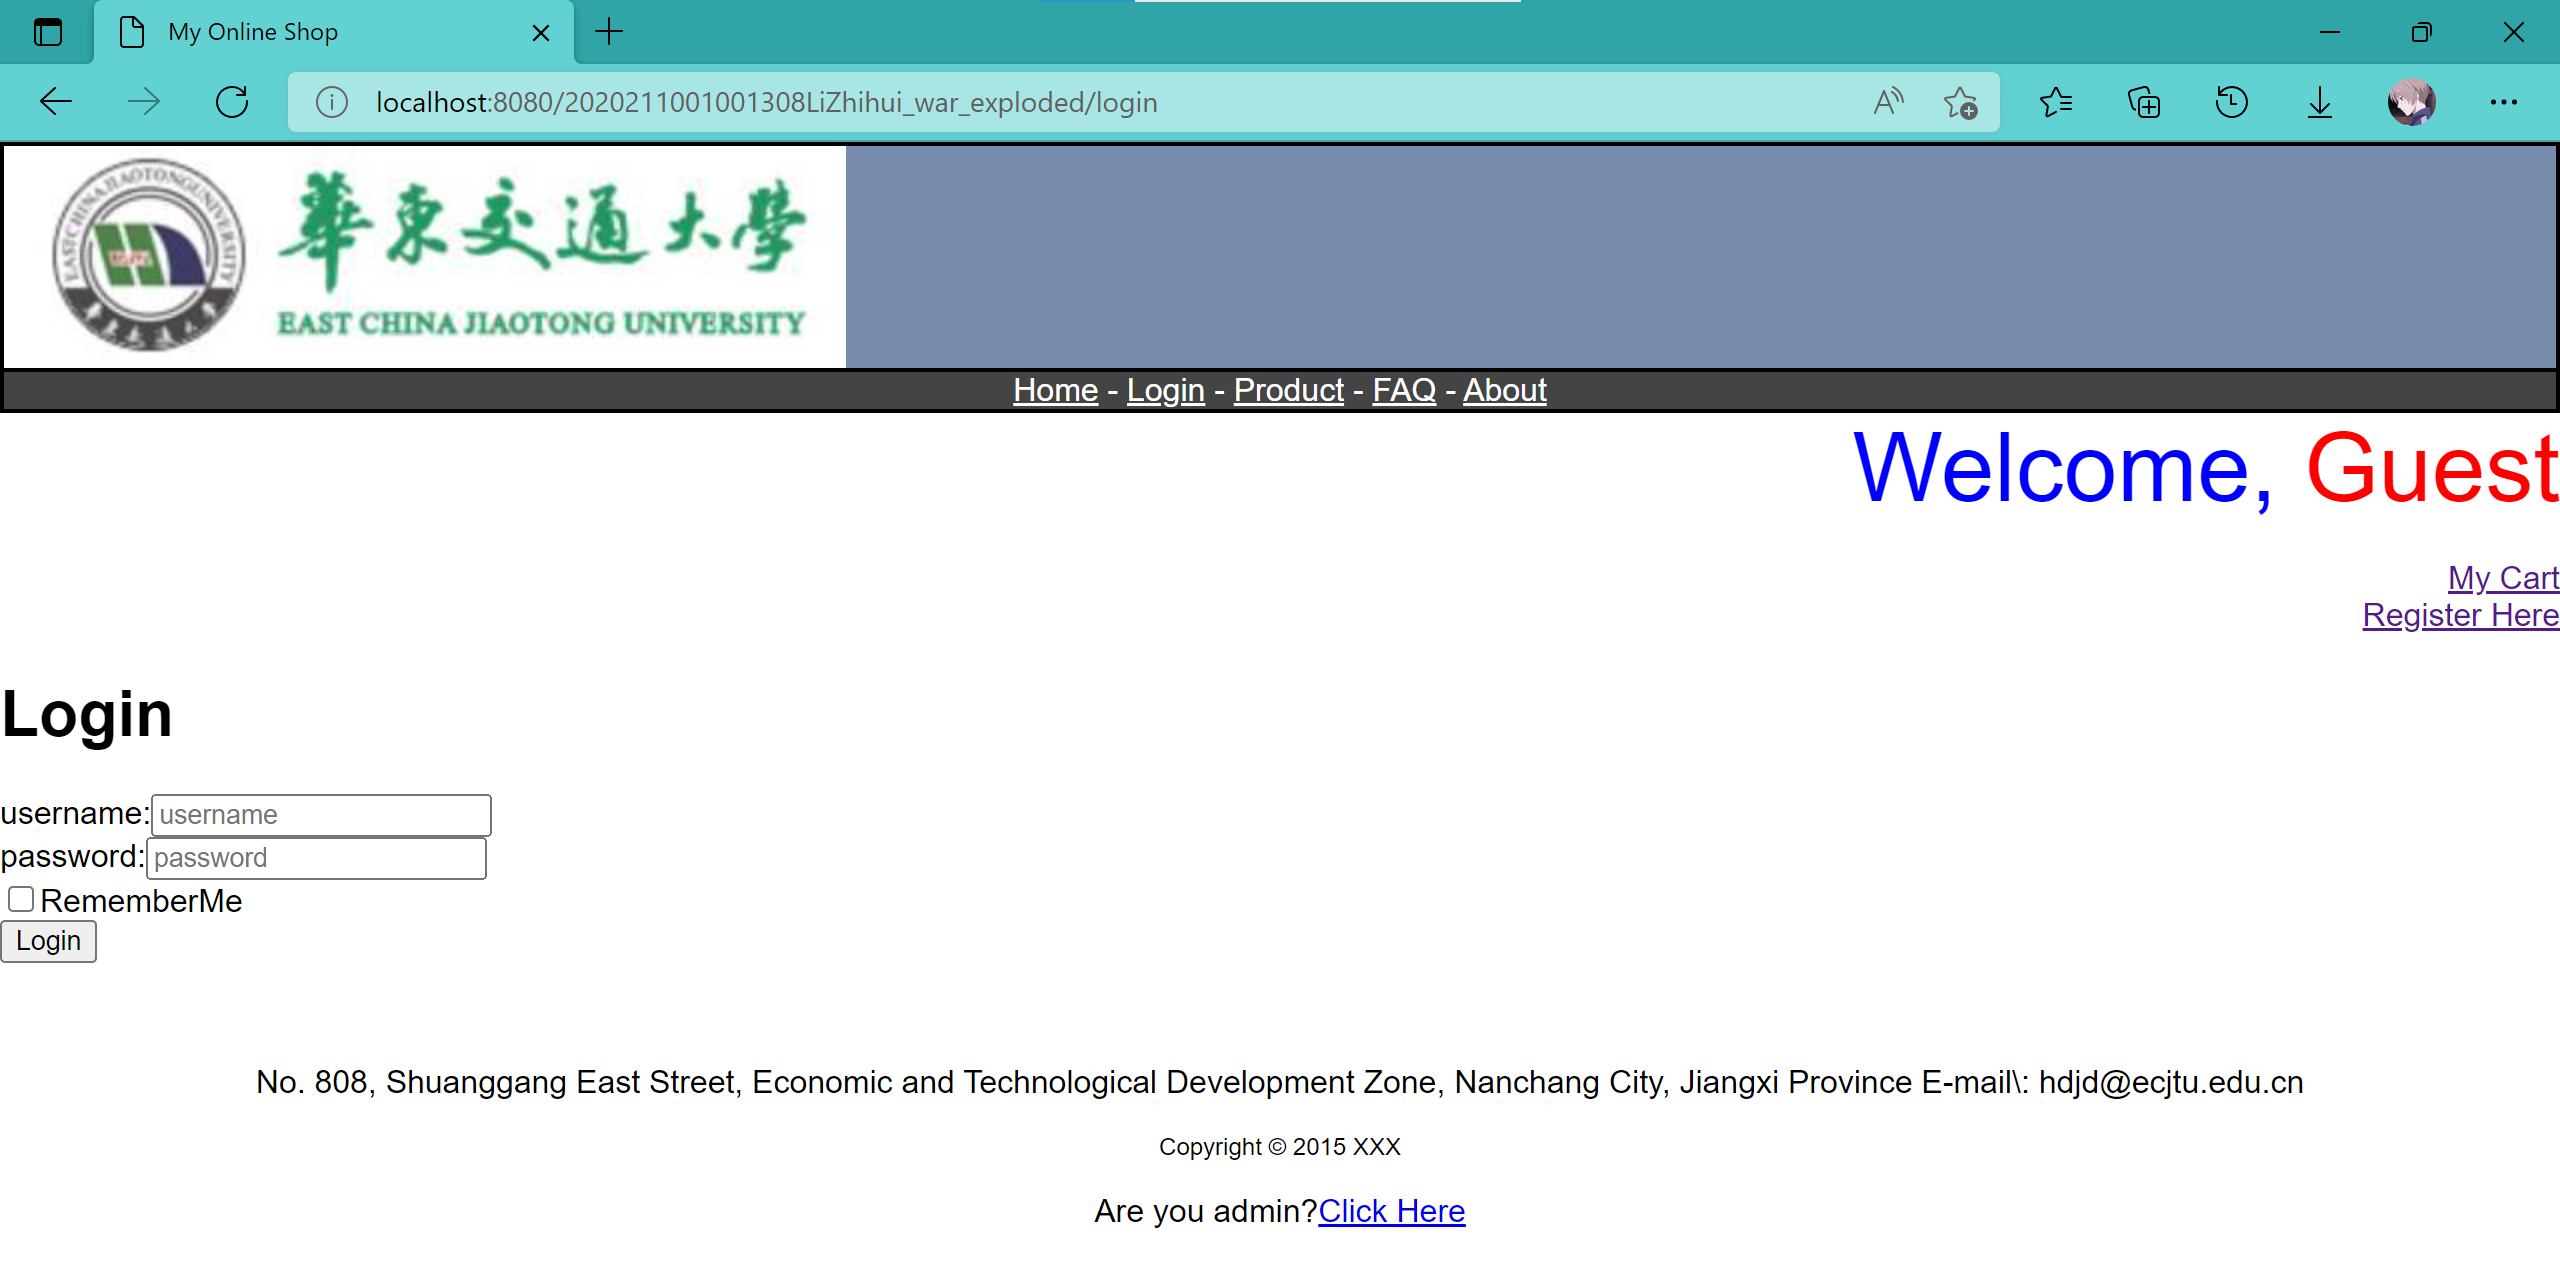 My Online Shop
localhost:8080/2020211001001308LiZhihui_war_exploded/login
EAST CHINA JIAOTONG UNIVERSITY
華東交通大學
EAST CHINA JIAOTONG UNIVERSITY
Home - Login - Product - FAQ - About
Welcome, Guest
My Cart
Register Here
Login
username: username
password: password
RememberMe
Login
No. 808, Shuanggang East Street, Economic and Technological Development Zone, Nanchang City, Jiangxi Province E-mail\: hdjd@ecjtu.edu.cn
Copyright © 2015 XXX
Are you admin?Click Here